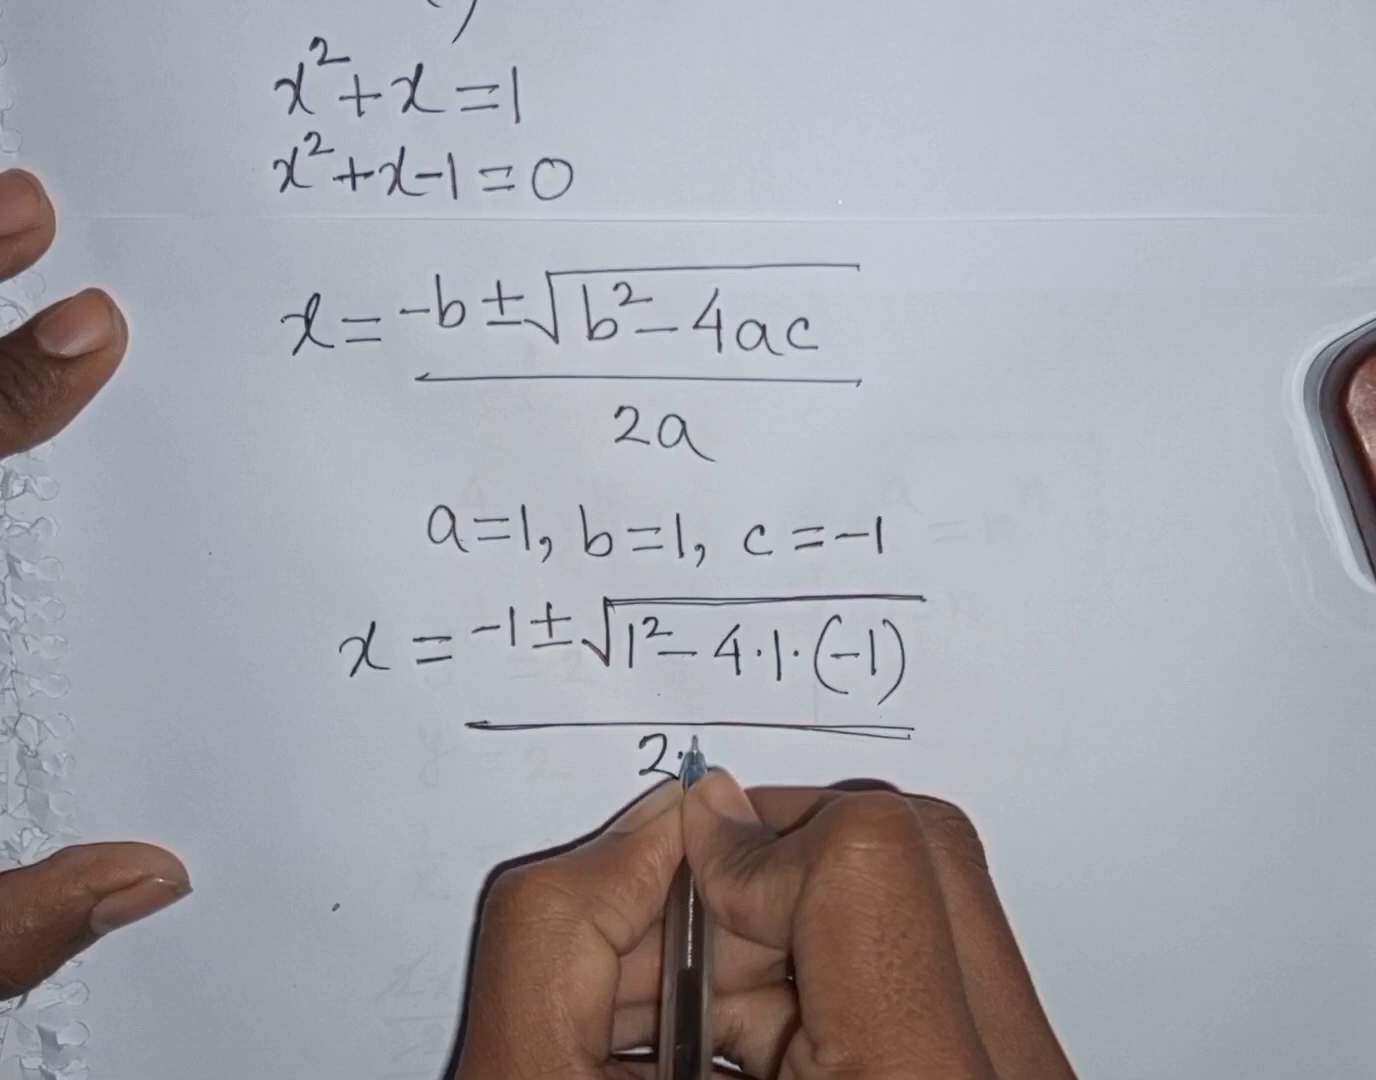 x²+x=1
x²+x-1=0
x=-b±√b²-4ac
2a
a=1, b=1, c=-1
x=-1±√1²-4·1·(-1)
2·